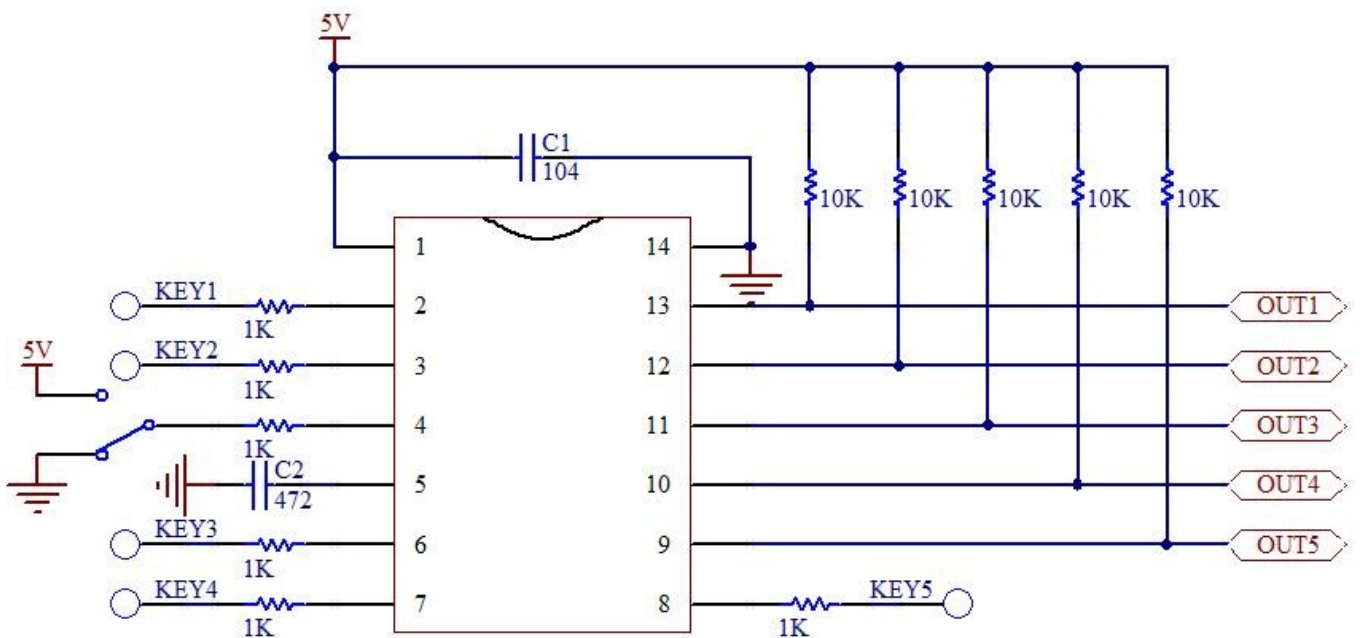 5V
C1
104
10K 10K 10K 10K 10K
1 14
KEY1 2 13 OUT1
1K
5V KEY2 3 12 OUT2
1K
4 11 OUT3
1K C2
5 10 OUT4
472
KEY3 6 9 OUT5
1K
KEY4 7 8 KEY5
1K 1K